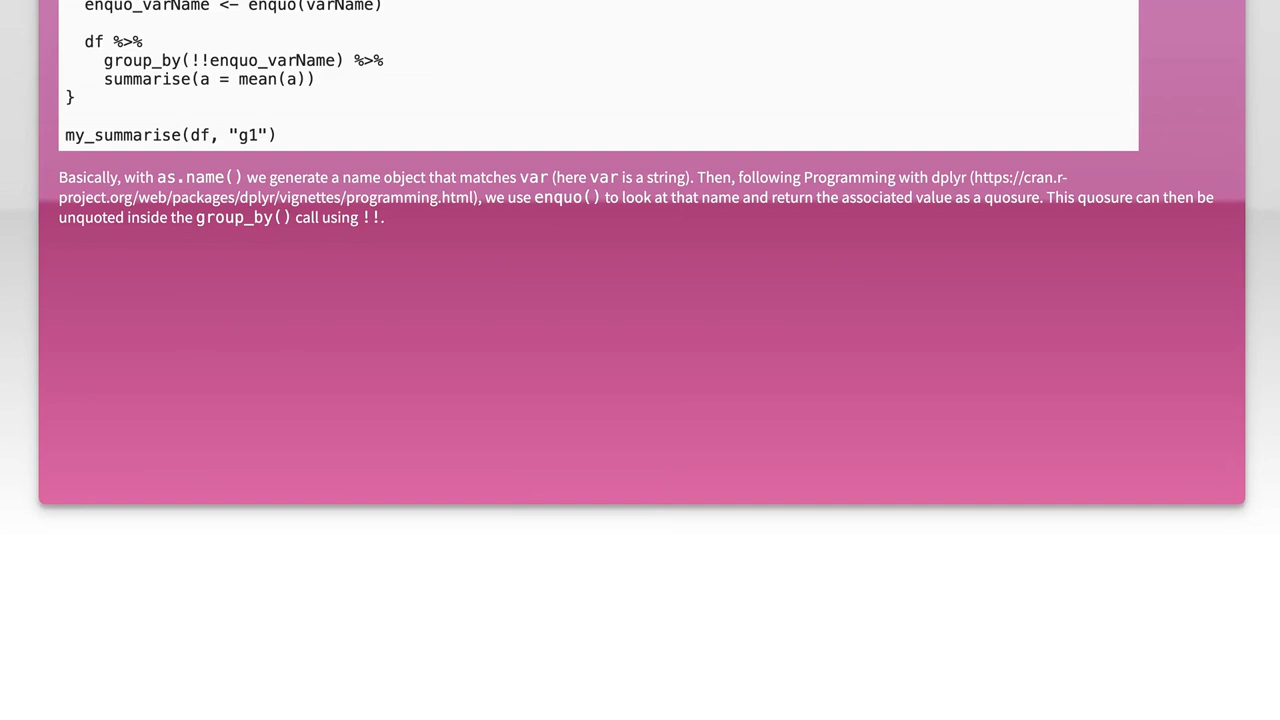 enquo_varName <- enquo(varName)
df %>%
group_by(!!enquo_varName) %>%
summarise(a = mean(a))
}
my_summarise(df, "g1")
Basically, with as.name() we generate a name object that matches var (here var is a string). Then, following Programming with dplyr (https://cran.r-
project.org/web/packages/dplyr/vignettes/programming.html), we use enquo() to look at that name and return the associated value as a quosure. This quosure can then be
unquoted inside the group_by() call using !!.